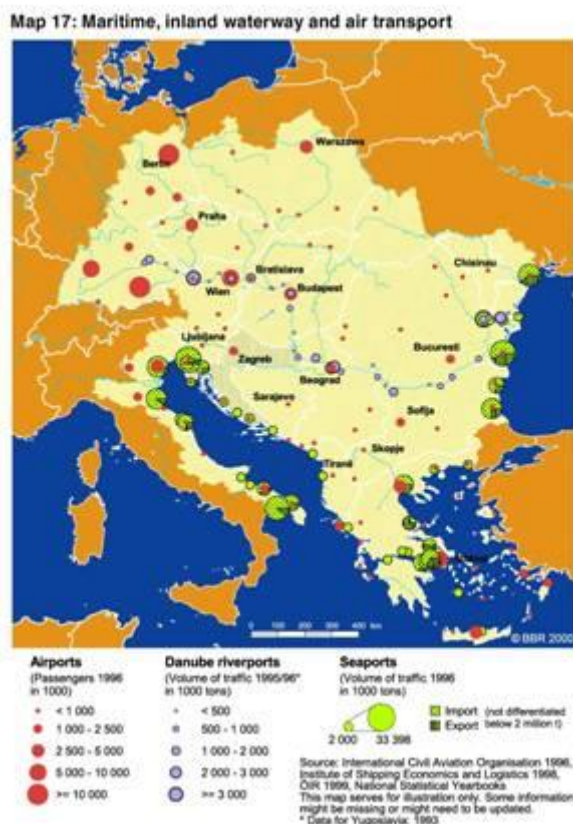 Map 17: Maritime, inland waterway and air transport
Warszawa
Berlin
Praha
Chisinau
Bratislava
Wien
Budapest
Ljubljana
Zagreb
Bucuresti
Beograd
Sarajevo
Sofija
Skopje
Tiranë
0 100 200 300 400 km
© BBR 2000
Airports
(Passengers 1996
in 1000)
< 1 000
1 000 - 2 500
2 500 - 5 000
5 000 - 10 000
>= 10 000
Danube riverports
(Volume of traffic 1995/96*
in 1000 tons)
< 500
500 - 1 000
1 000 - 2 000
2 000 - 3 000
>= 3 000
Seaports
(Volume of traffic 1996
in 1000 tons)
Import (not differentiated
Export below 2 million t)
2 000 33 398
Source: International Civil Aviation Organisation 1996,
Institute of Shipping Economics and Logistics 1998,
ÖIR 1999, National Statistical Yearbooks
This map serves for illustration only. Some information
might be missing or might need to be updated.
* Data for Yugoslavia: 1993